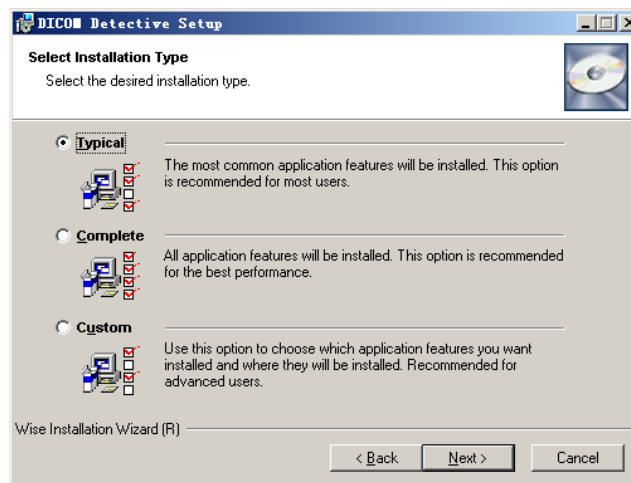 DICOM Detective Setup
Select Installation Type
Select the desired installation type.
Typical
The most common application features will be installed. This option
is recommended for most users.
Complete
All application features will be installed. This option is recommended
for the best performance.
Custom
Use this option to choose which application features you want
installed and where they will be installed. Recommended for
advanced users.
Wise Installation Wizard (R)
< Back
Next >
Cancel